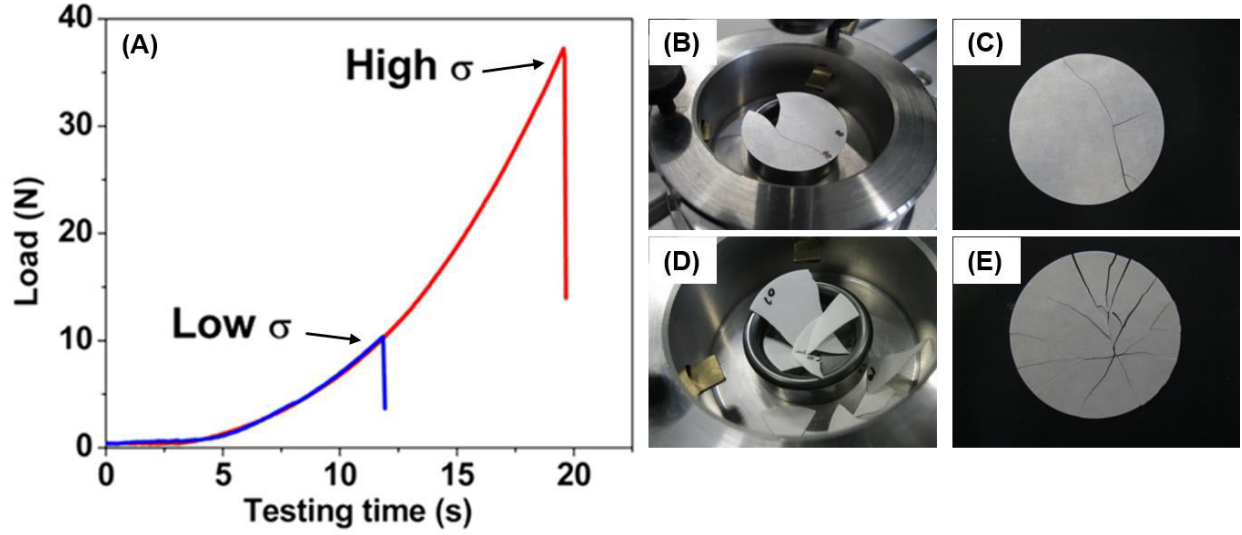 (A)
High σ
Low σ
40
30
20
10
0
Load (N)
0 5 10 15 20
Testing time (s)
(B)
(C)
(D)
(E)